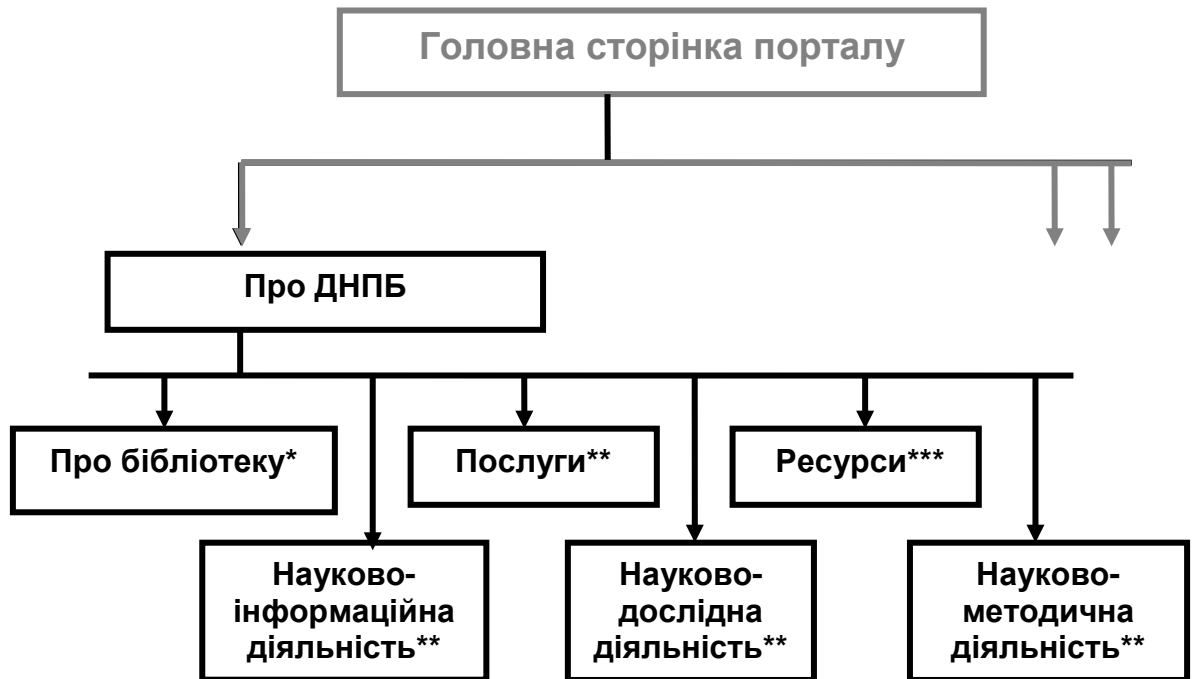 Головна сторінка порталу
Про ДНПБ
Про бібліотеку*
Послуги**
Ресурси***
Науково-
інформаційна
діяльність**
Науково-
дослідна
діяльність**
Науково-
методична
діяльність**